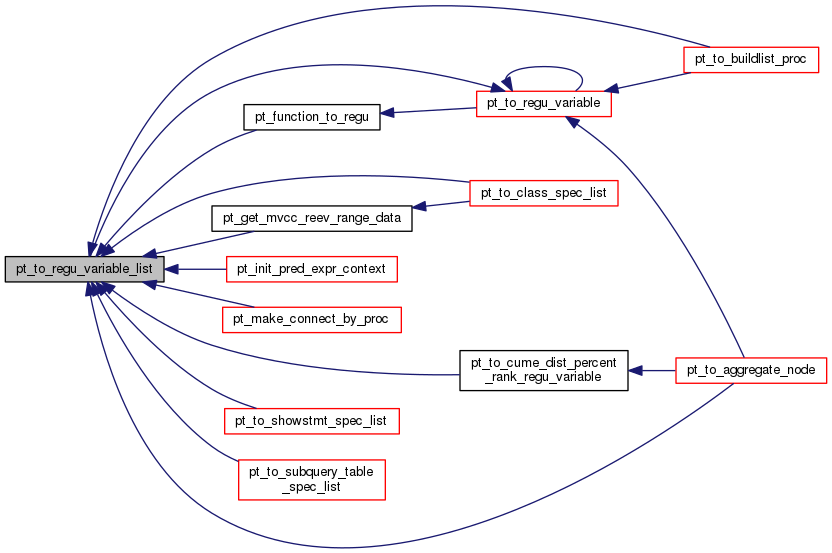 pt_to_buildlist_proc
pt_to_regu_variable
pt_function_to_regu
pt_to_class_spec_list
pt_get_mvcc_reev_range_data
pt_to_regu_variable_list
pt_init_pred_expr_context
pt_make_connect_by_proc
pt_to_cume_dist_percent
_rank_regu_variable
pt_to_aggregate_node
pt_to_showstmt_spec_list
pt_to_subquery_table
_spec_list